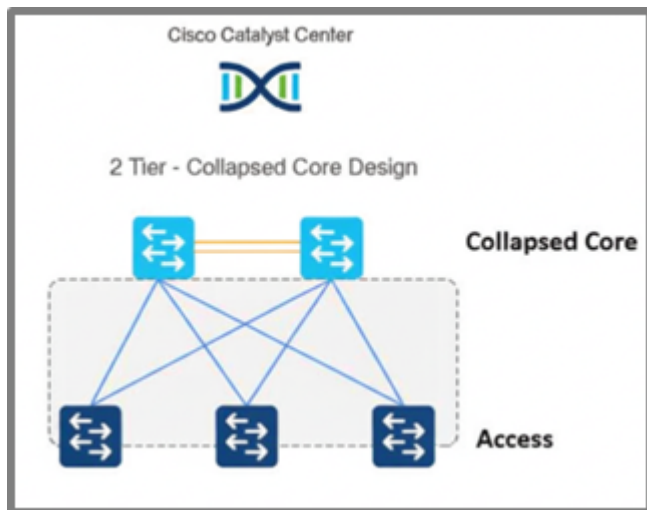 Cisco Catalyst Center
2 Tier - Collapsed Core Design
Collapsed Core
Access